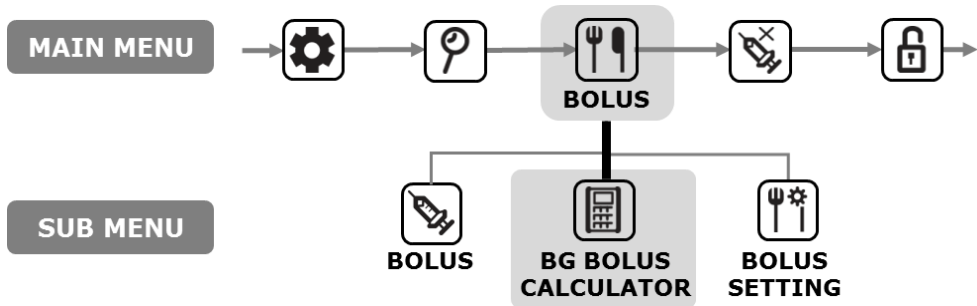 MAIN MENU
BOLUS
SUB MENU
BOLUS
BG BOLUS
CALCULATOR
BOLUS
SETTING